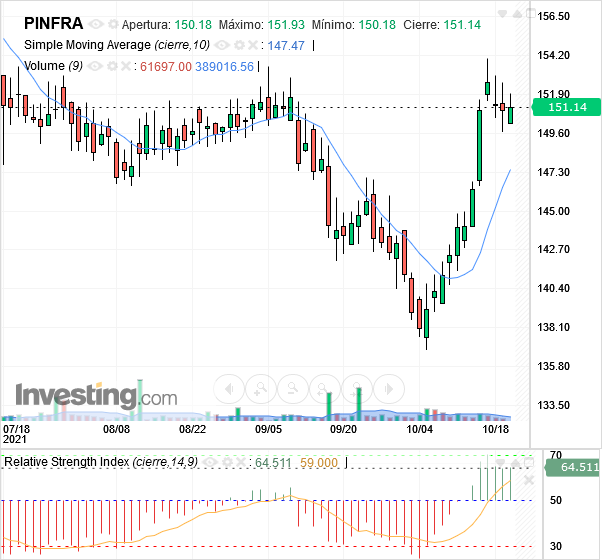 PINFRA Apertura: 150.18 Máximo: 151.93 Mínimo: 150.18 Cierre: 151.14
Simple Moving Average (cierre,10) : 147.47 |
Volume (9) : 61697.00 389016.56 |
156.50
154.20
151.90
151.14
149.60
147.30
145.00
142.70
140.40
138.10
135.80
133.50
Investing.com
07/18 08/08 08/22 09/05 09/20 10/04 10/18
2021
Relative Strength Index (cierre,14,9) : 64.511 59.000 |
70
64.511
50
30